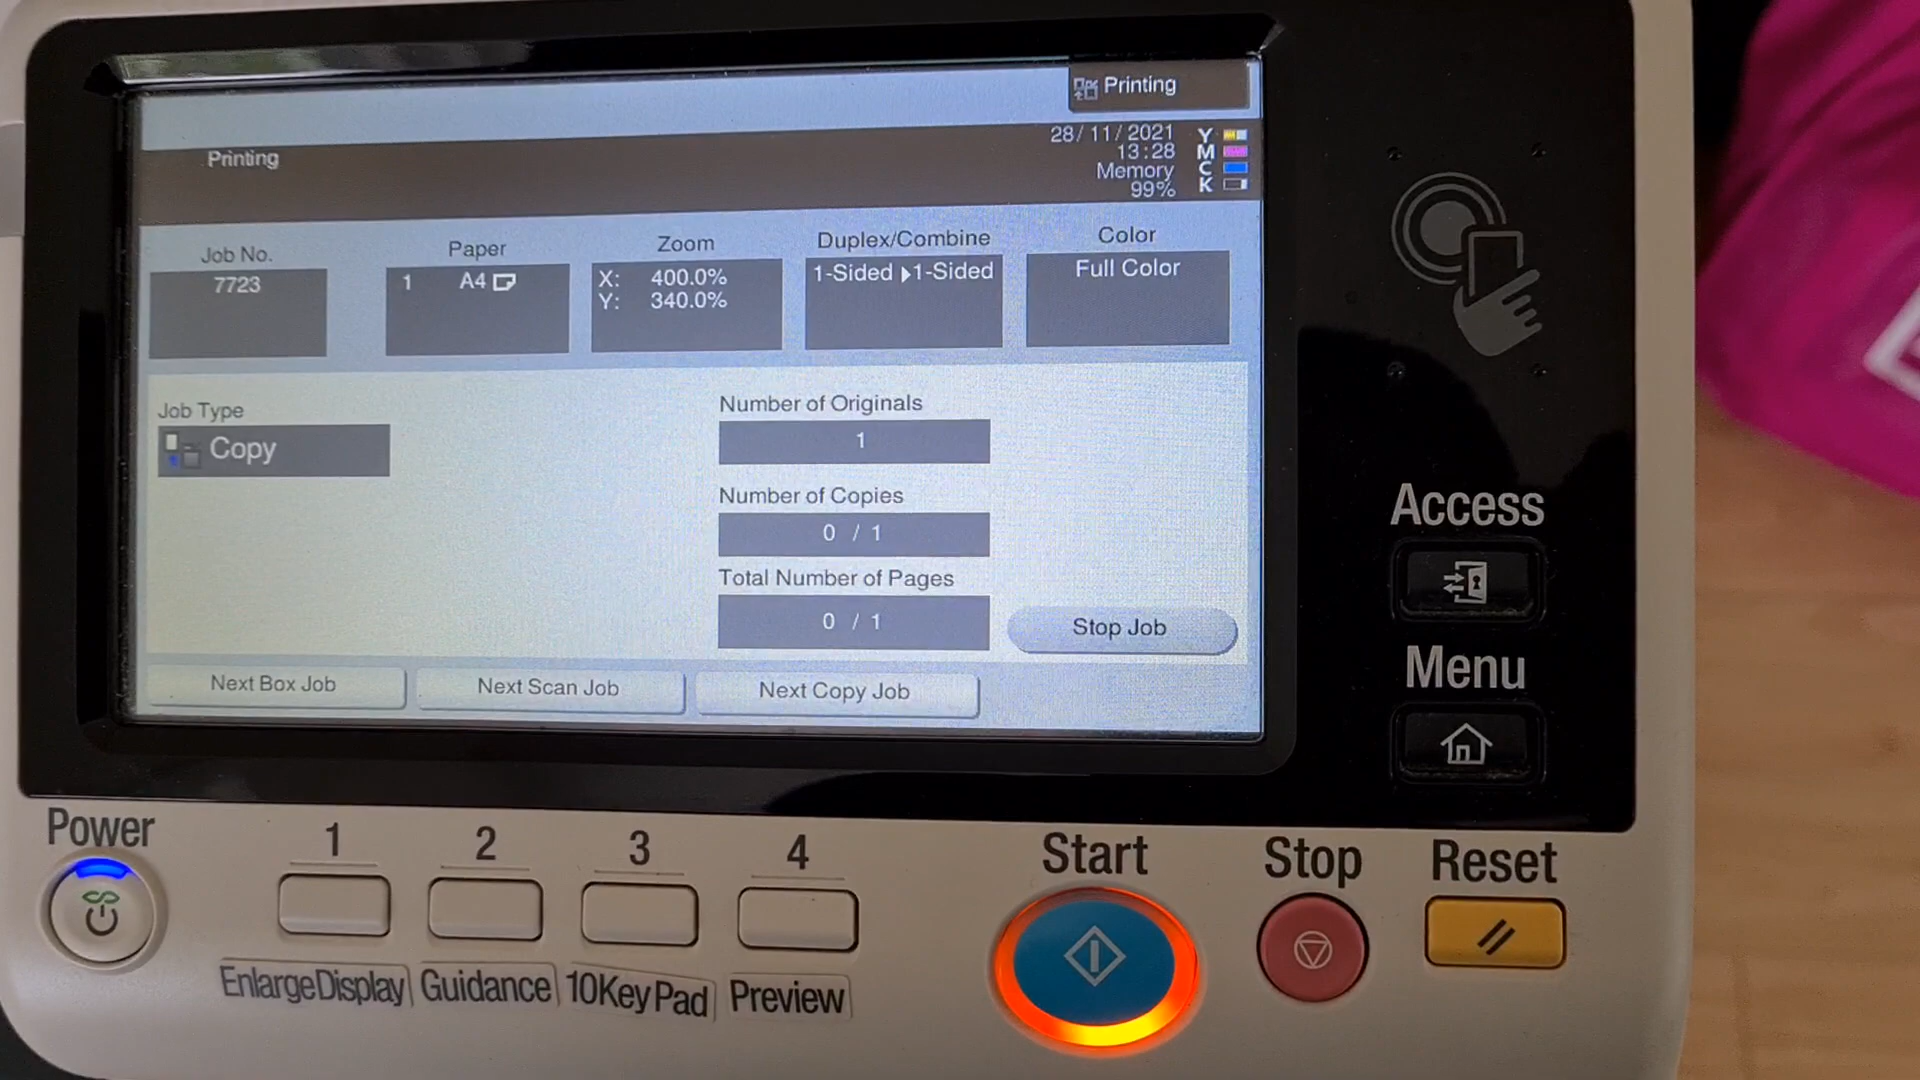 Printing
Printing
28/11/2021
13:28
Memory
99%
Y
M
C
K
Job No.
7723
Paper
1 A4
Zoom
X: 400.0%
Y: 340.0%
Duplex/Combine
1-Sided ▶1-Sided
Color
Full Color
Job Type
Copy
Number of Originals
1
Number of Copies
0 / 1
Total Number of Pages
0 / 1
Stop Job
Next Box Job
Next Scan Job
Next Copy Job
Access
Menu
Power
1
2
3
4
Start
Stop
Reset
EnlargeDisplay
Guidance
10KeyPad
Preview